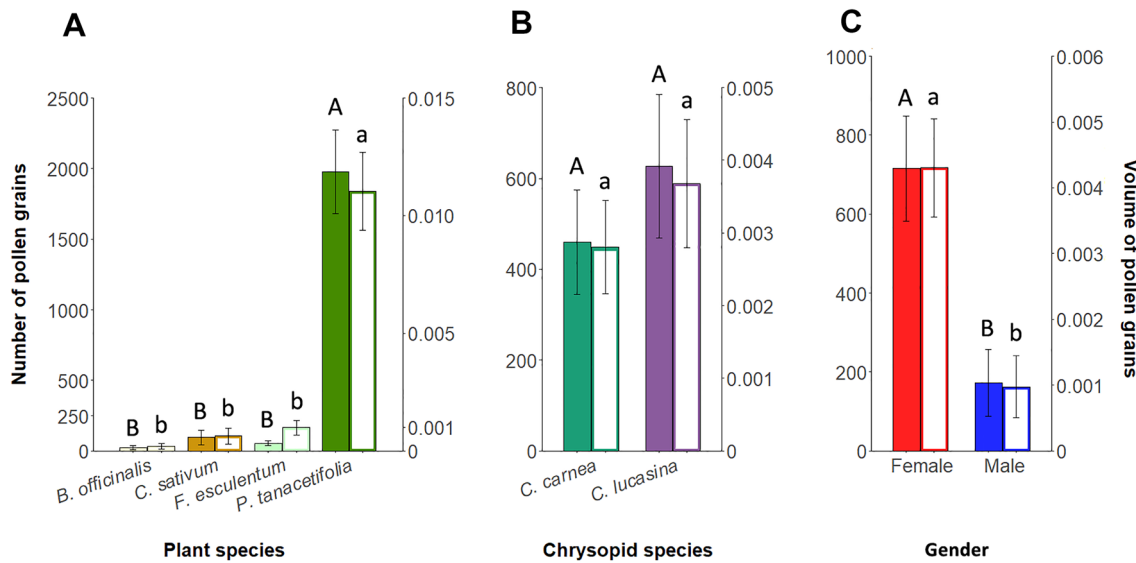 A
B
C
Number of pollen grains
2500
2000
1500
1000
500
250
0
0.015
0.010
0.005
0.001
0
B b
B b
B b
A a
B. officinalis
C. sativum
F. esculentum
P. tanacetifolia
Plant species
800
600
400
200
0
0.005
0.004
0.003
0.002
0.001
0
A a
A a
C. carnea
C. lucasina
Chrysopid species
1000
800
600
400
200
0
0.006
0.005
0.004
0.003
0.002
0.001
0
A a
B b
Female Male
Gender
Volume of pollen
grains